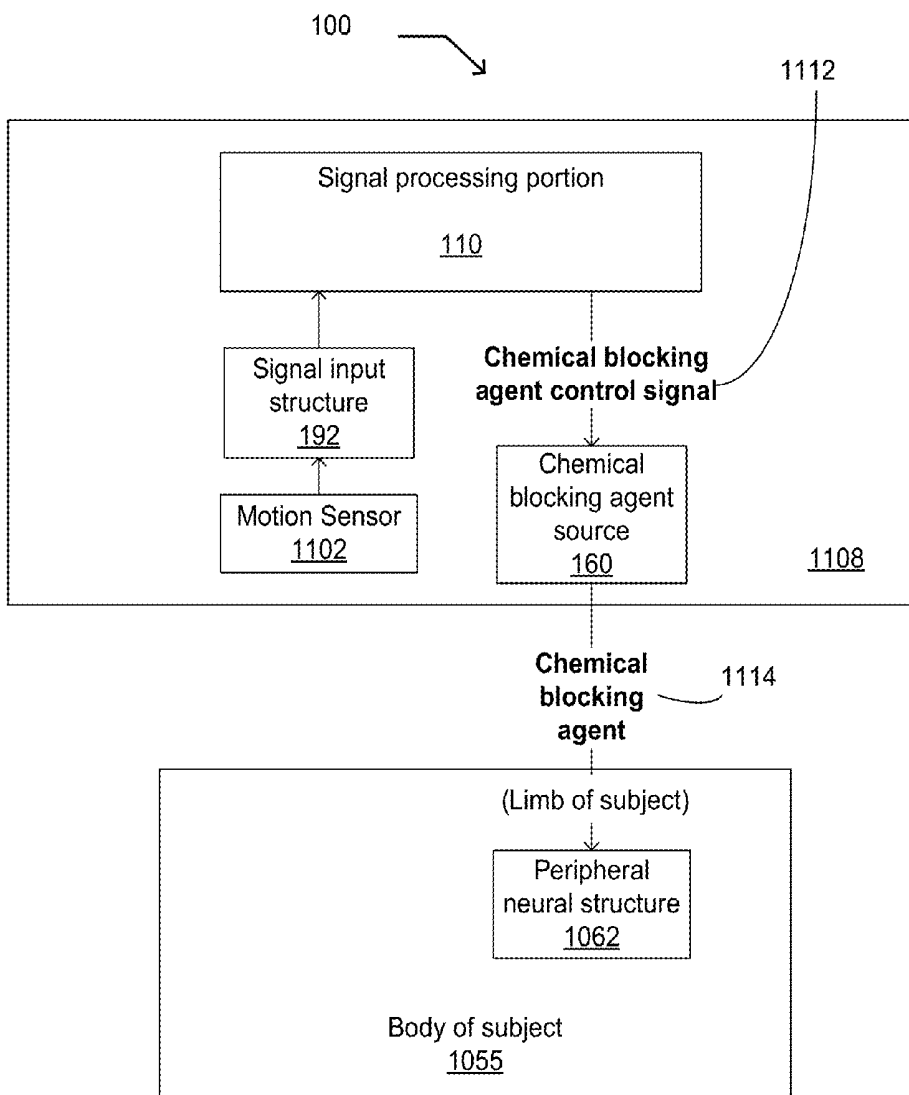 100
1112
Signal processing portion
110
Chemical blocking
agent control signal
Signal input
structure
192
Chemical
blocking agent
source
160
Motion Sensor
1102
1108
Chemical
blocking
agent
1114
(Limb of subject)
Peripheral
neural structure
1062
Body of subject
1055